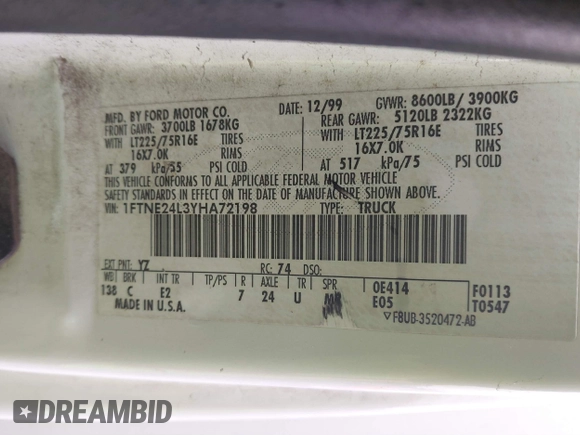 MFD. BY FORD MOTOR CO.
DATE: 12/99
GVWR: 8600LB/ 3900KG
FRONT GAWR: 3700LB 1678KG
REAR GAWR: 5120LB 2322KG
WITH LT225/75R16E TIRES
WITH LT225/75R16E TIRES
16X7.0K RIMS
16X7.0K RIMS
AT 379 kPa/55 PSI COLD
AT 517 kPa/75 PSI COLD
THIS VEHICLE CONFORMS TO ALL APPLICABLE FEDERAL MOTOR VEHICLE
SAFETY STANDARDS IN EFFECT ON THE DATE OF MANUFACTURE SHOWN ABOVE.
VIN: 1FTNE24L3YHA72198
TYPE: TRUCK
EXT PNT: YZ RC: 74 DSO:
WB BRK INT TR TP/PS R AXLE TR SPR
138 C E2 7 24 U
0E414
E05
F0113
T0547
MADE IN U.S.A.
▽F8UB-3520472-AB
DREAMBID